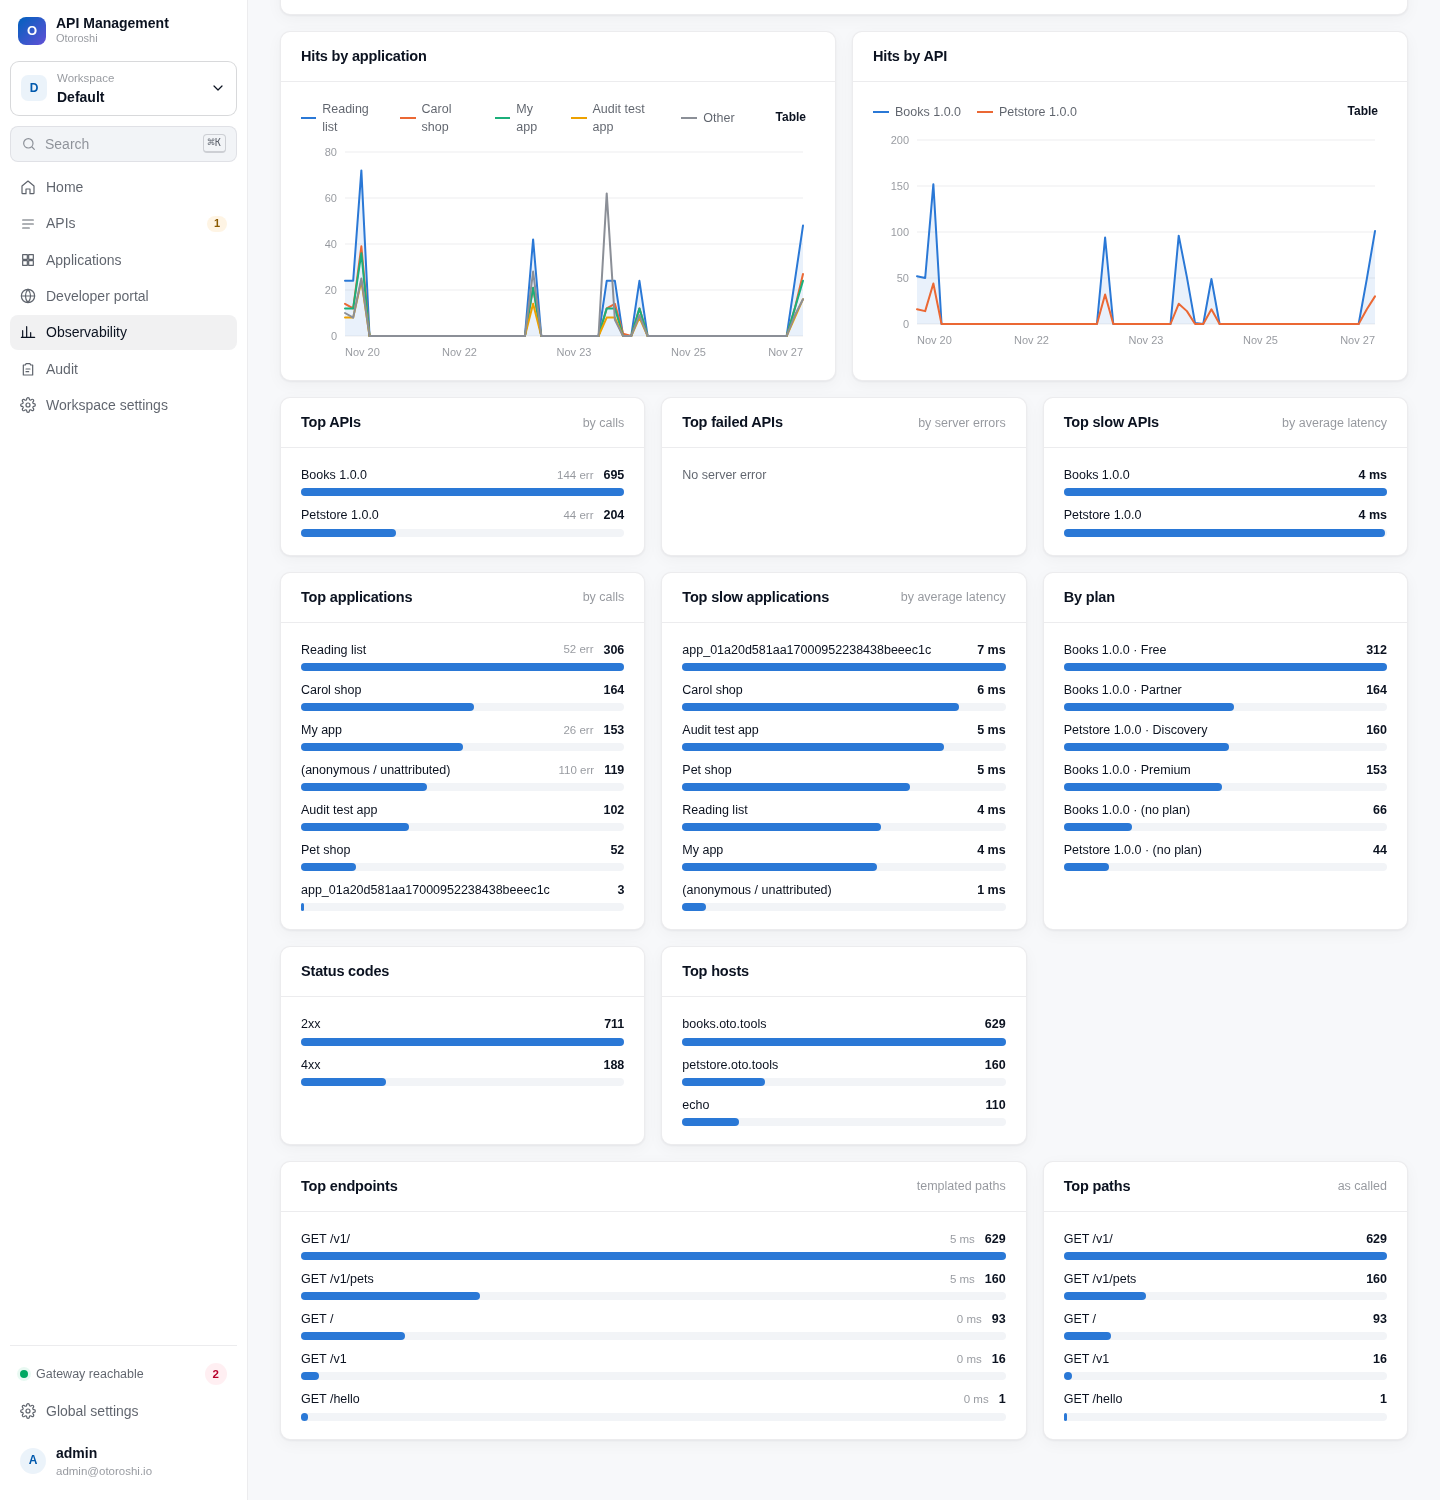 O
API Management
Otoroshi
D
Workspace
Default
Search
⌘K
Home
APIs
1
Applications
Developer portal
Observability
Audit
Workspace settings
Gateway reachable
2
Global settings
A
admin
admin@otoroshi.io
Hits by application
Reading list
Carol shop
My app
Audit test app
Other
Table
80
60
40
20
0
Nov 20
Nov 22
Nov 23
Nov 25
Nov 27
Hits by API
Books 1.0.0
Petstore 1.0.0
Table
200
150
100
50
0
Nov 20
Nov 22
Nov 23
Nov 25
Nov 27
Top APIs
by calls
Books 1.0.0 144 err 695
Petstore 1.0.0 44 err 204
Top failed APIs
by server errors
No server error
Top slow APIs
by average latency
Books 1.0.0 4 ms
Petstore 1.0.0 4 ms
Top applications
by calls
Reading list 52 err 306
Carol shop 164
My app 26 err 153
(anonymous / unattributed) 110 err 119
Audit test app 102
Pet shop 52
app_01a20d581aa17000952238438beeec1c 3
Top slow applications
by average latency
app_01a20d581aa17000952238438beeec1c 7 ms
Carol shop 6 ms
Audit test app 5 ms
Pet shop 5 ms
Reading list 4 ms
My app 4 ms
(anonymous / unattributed) 1 ms
By plan
Books 1.0.0 · Free 312
Books 1.0.0 · Partner 164
Petstore 1.0.0 · Discovery 160
Books 1.0.0 · Premium 153
Books 1.0.0 · (no plan) 66
Petstore 1.0.0 · (no plan) 44
Status codes
2xx 711
4xx 188
Top hosts
books.oto.tools 629
petstore.oto.tools 160
echo 110
Top endpoints
templated paths
GET /v1/ 5 ms 629
GET /v1/pets 5 ms 160
GET / 0 ms 93
GET /v1 0 ms 16
GET /hello 0 ms 1
Top paths
as called
GET /v1/ 629
GET /v1/pets 160
GET / 93
GET /v1 16
GET /hello 1